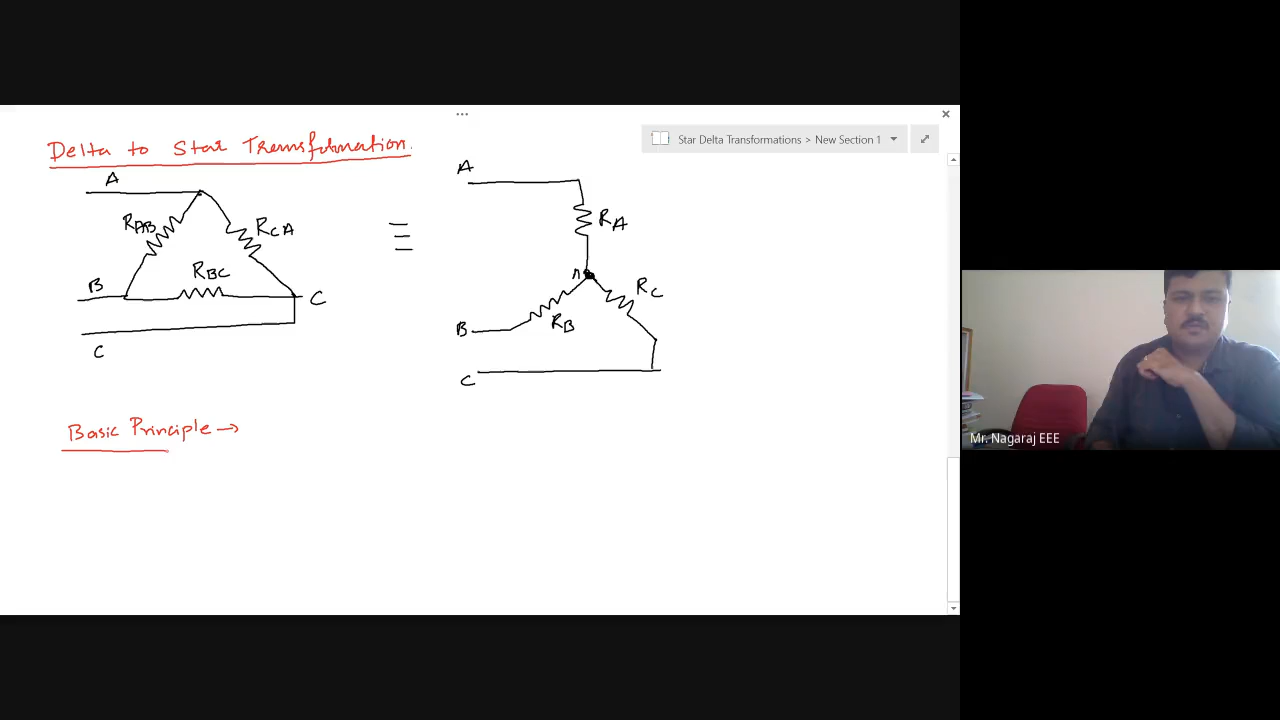 Delta to Star Transformation.
Star Delta Transformations > New Section 1
A
A
RAB
RCA
RA
RBC
n
B
C
RC
B
RB
C
C
Basic Principle →
Mr. Nagaraj EEE